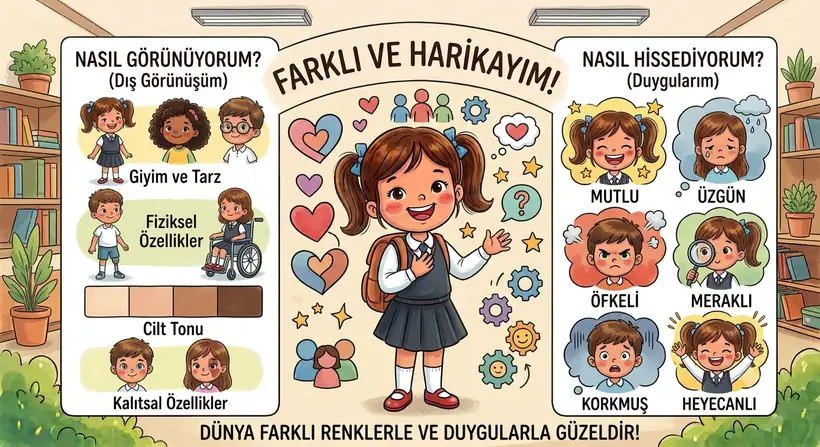 FARKLI VE HARİKAYIM!
NASIL GÖRÜNÜYORUM?
(Dış Görünüşüm)
Giyim ve Tarz
Fiziksel
Özellikler
Cilt Tonu
Kalıtsal Özellikler
?
NASIL HİSSEDİYORUM?
(Duygularım)
MUTLU
ÜZGÜN
ÖFKELİ
MERAKLI
KORKMUŞ
HEYECANLI
DÜNYA FARKLI RENKLERLE VE DUYGULARLA GÜZELDİR!